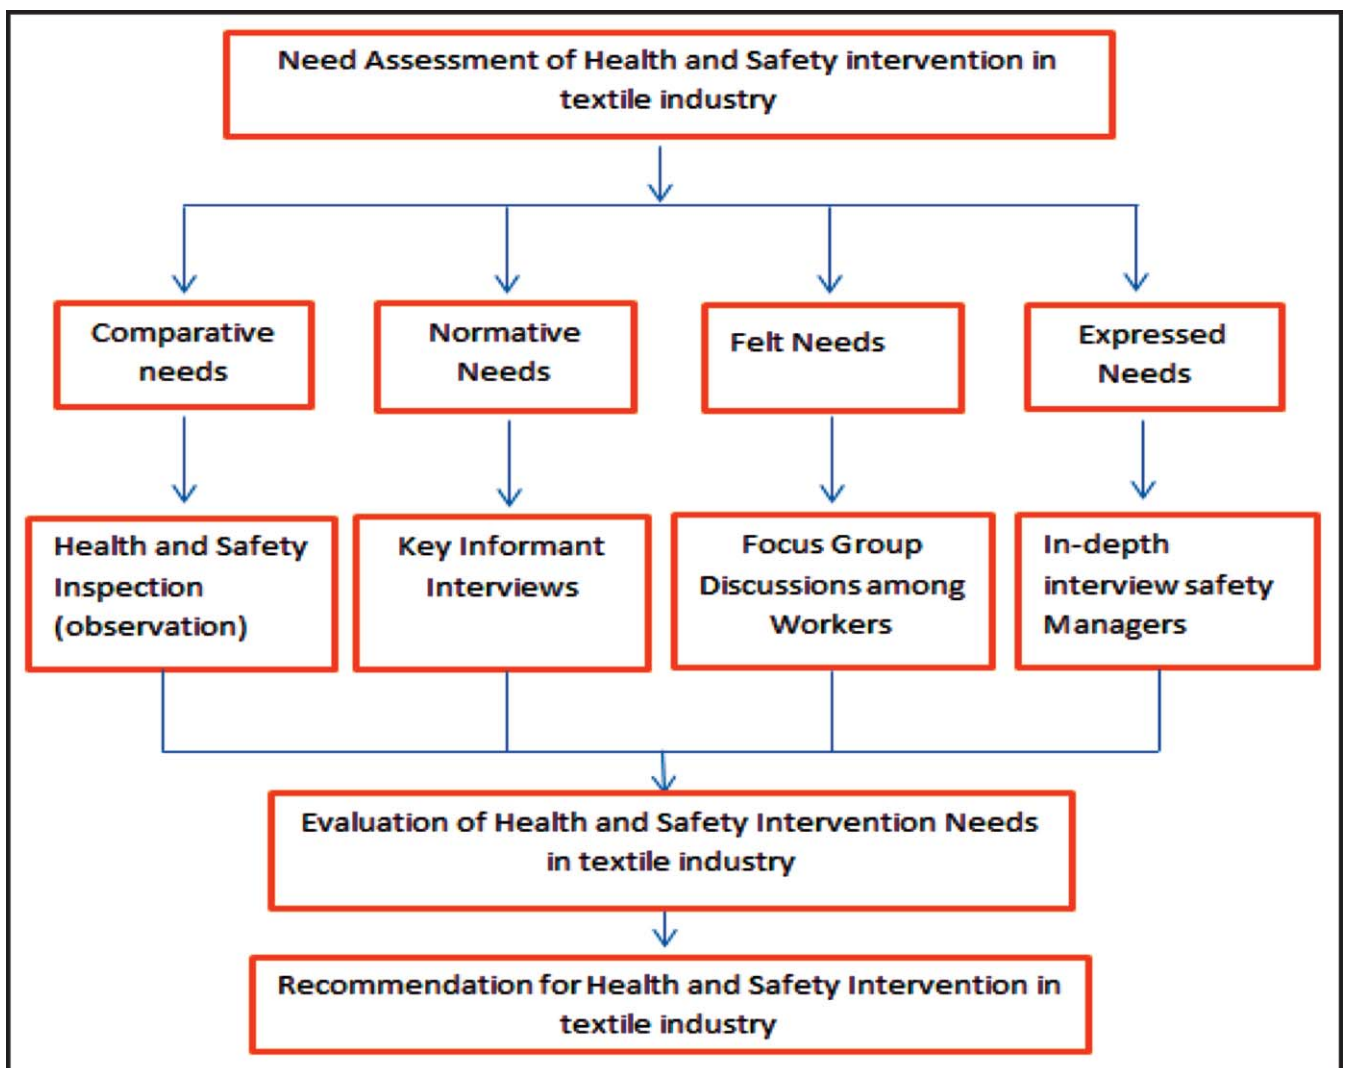 Need Assessment of Health and Safety intervention in
textile industry
Comparative
needs
Normative
Needs
Felt Needs
Expressed
Needs
Health and Safety
Inspection
(observation)
Key Informant
Interviews
Focus Group
Discussions among
Workers
In-depth
interview safety
Managers
Evaluation of Health and Safety Intervention Needs
in textile industry
Recommendation for Health and Safety Intervention in
textile industry